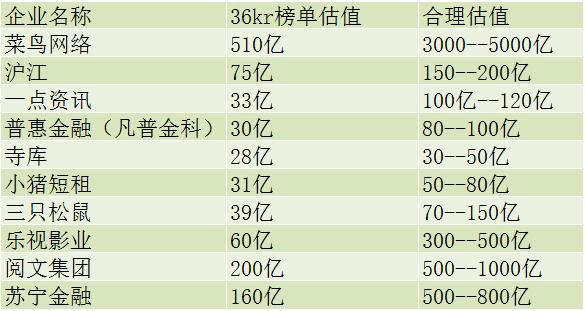 企业名称 36kr榜单估值 合理估值
菜鸟网络 510亿 3000--5000亿
沪江 75亿 150--200亿
一点资讯 33亿 100亿--120亿
普惠金融（凡普金科） 30亿 80--100亿
寺库 28亿 30--50亿
小猪短租 31亿 50--80亿
三只松鼠 39亿 70--150亿
乐视影业 60亿 300--500亿
阅文集团 200亿 500--1000亿
苏宁金融 160亿 500--800亿